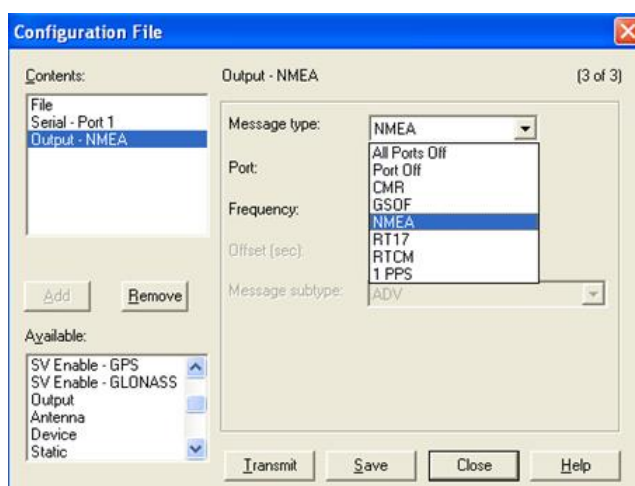 Configuration File
Contents:
File
Serial - Port 1
Output - NMEA
Add
Remove
Available:
SV Enable - GPS
SV Enable - GLONASS
Output
Antenna
Device
Static
Output - NMEA
(3 of 3)
Message type:
NMEA
All Ports Off
Port Off
CMR
GSOF
NMEA
RT17
RTCM
1 PPS
Port:
Frequency:
Offset (sec):
Message subtype:
ADV
Transmit
Save
Close
Help